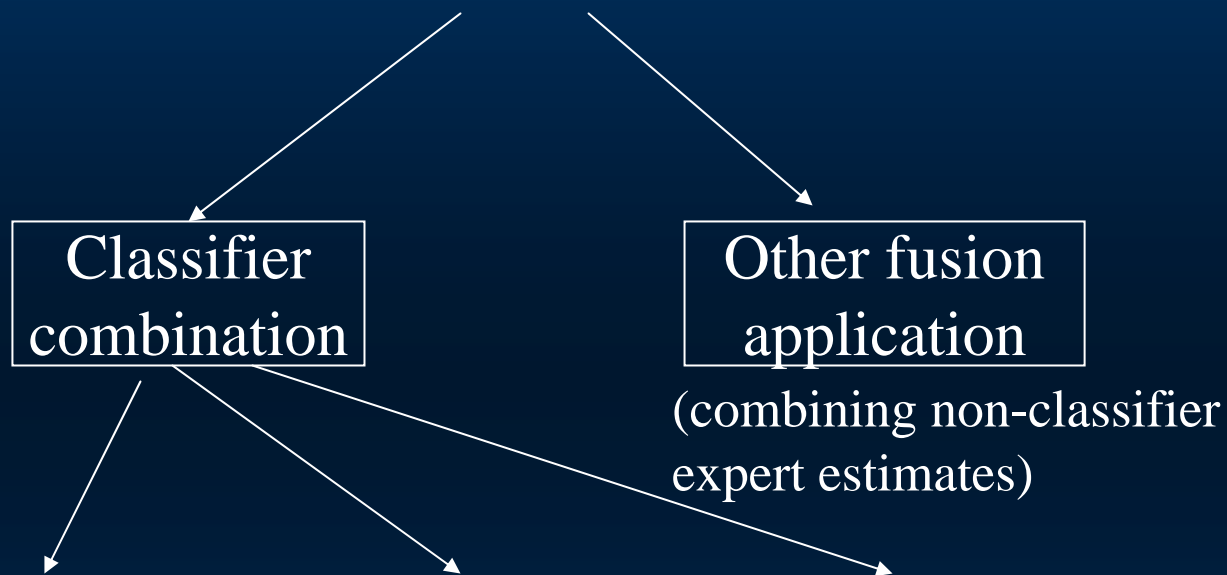 Classifier
combination
Other fusion
application
(combining non-classifier
expert estimates)